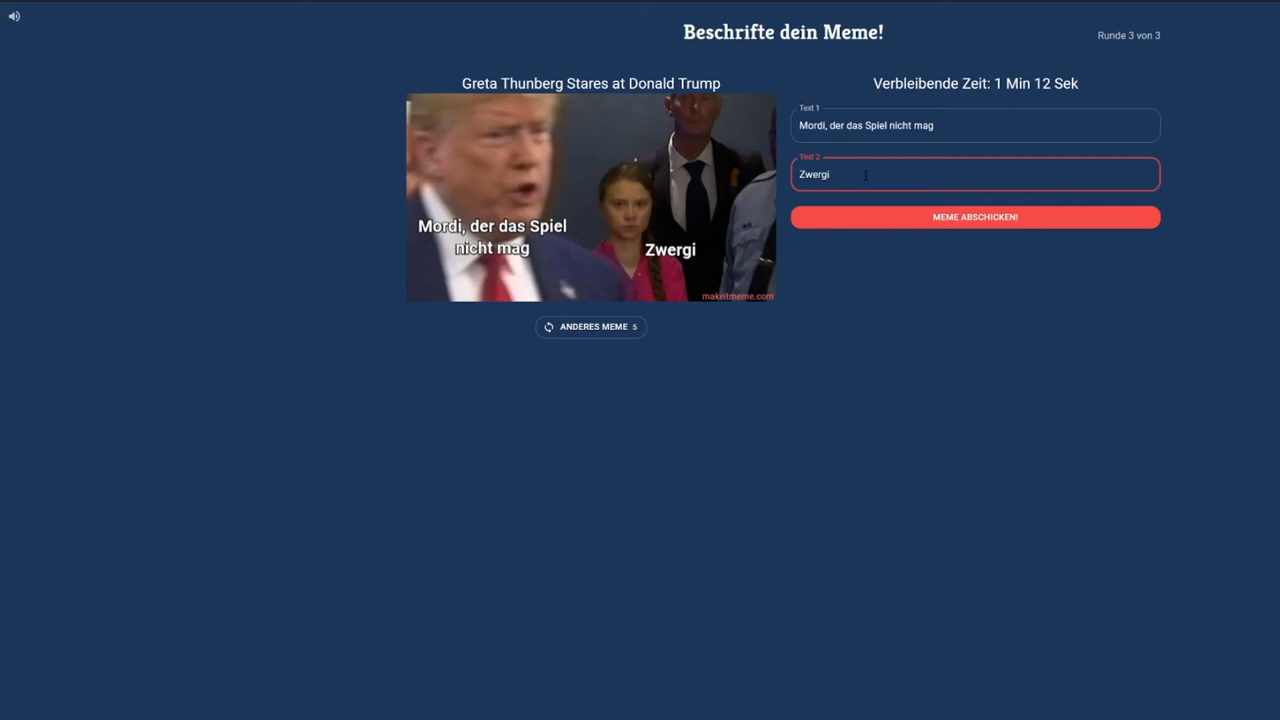 Beschrifte dein Meme!
Runde 3 von 3
Greta Thunberg Stares at Donald Trump
Mordi, der das Spiel
nicht mag
Zwergi
makeitmeme.com
ANDERES MEME 5
Verbleibende Zeit: 1 Min 12 Sek
Text 1
Mordi, der das Spiel nicht mag
Text 2
Zwergi
MEME ABSCHICKEN!